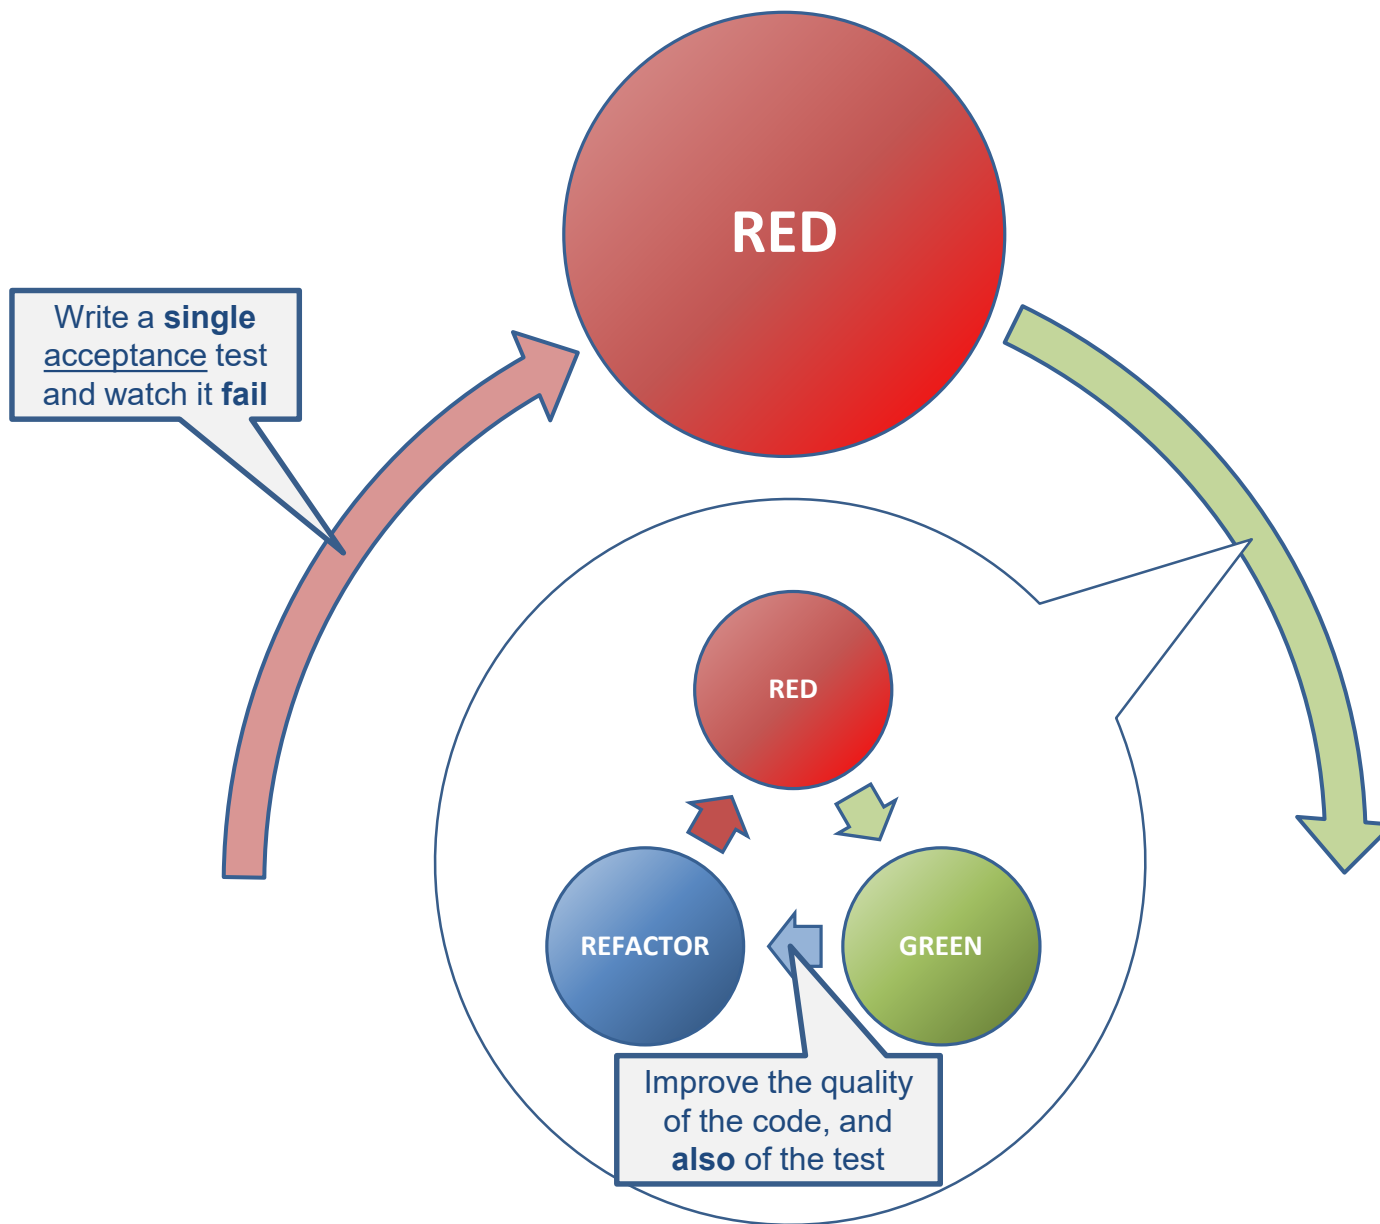 RED
Write a single
acceptance test
and watch it fail
RED
REFACTOR
GREEN
Improve the quality
of the code, and
also of the test